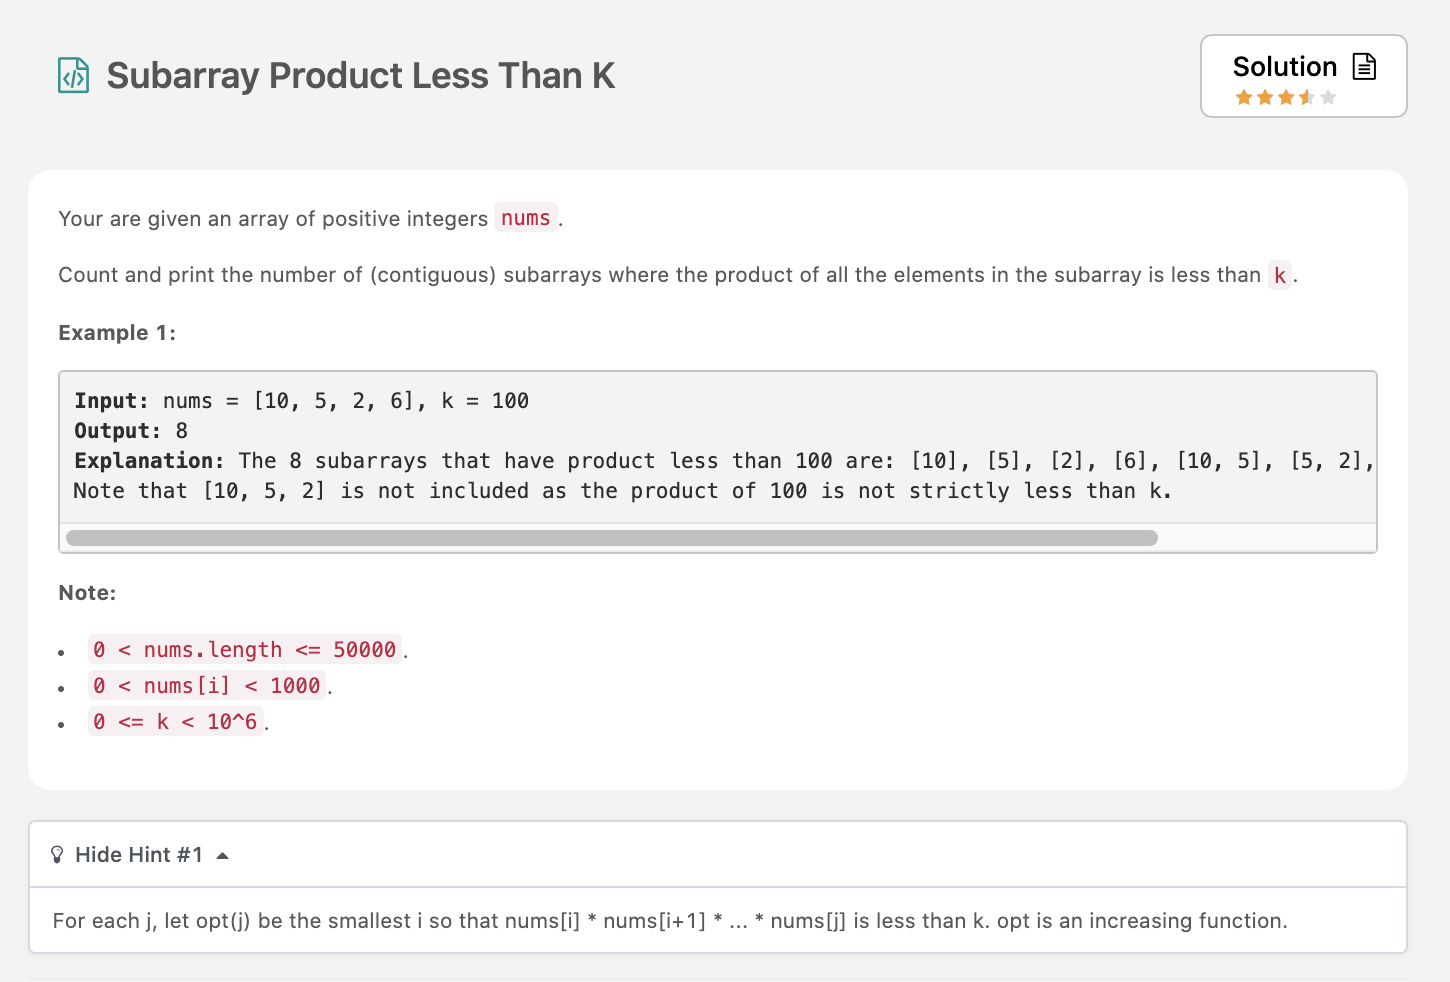 Subarray Product Less Than K
Solution
Your are given an array of positive integers nums.
Count and print the number of (contiguous) subarrays where the product of all the elements in the subarray is less than k.
Example 1:
Input: nums = [10, 5, 2, 6], k = 100
Output: 8
Explanation: The 8 subarrays that have product less than 100 are: [10], [5], [2], [6], [10, 5], [5, 2],
Note that [10, 5, 2] is not included as the product of 100 is not strictly less than k.
Note:
• 0 < nums.length <= 50000.
• 0 < nums[i] < 1000.
• 0 <= k < 10^6.
Hide Hint #1
For each j, let opt(j) be the smallest i so that nums[i] * nums[i+1] * ... * nums[j] is less than k. opt is an increasing function.